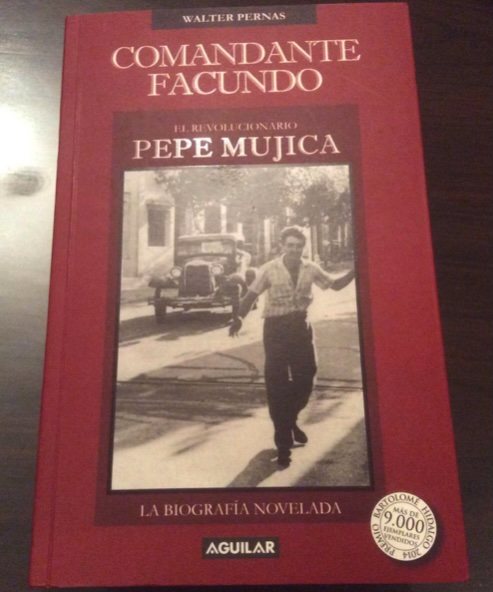 WALTER PERNAS
COMANDANTE
FACUNDO
EL REVOLUCIONARIO
PEPE MUJICA
LA BIOGRAFÍA NOVELADA
AGUILAR
PREMIO BARTOLOMÉ HIDALGO 2014
MÁS DE
9.000
EJEMPLARES
VENDIDOS